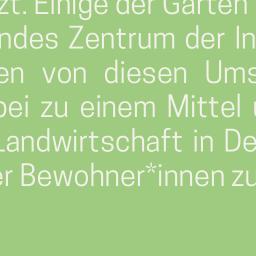 zt. Einige der Gärten
ndes Zentrum der In
en von diesen Ums
bei zu einem Mittel
Landwirtschaft in De
er Bewohner*innen zu